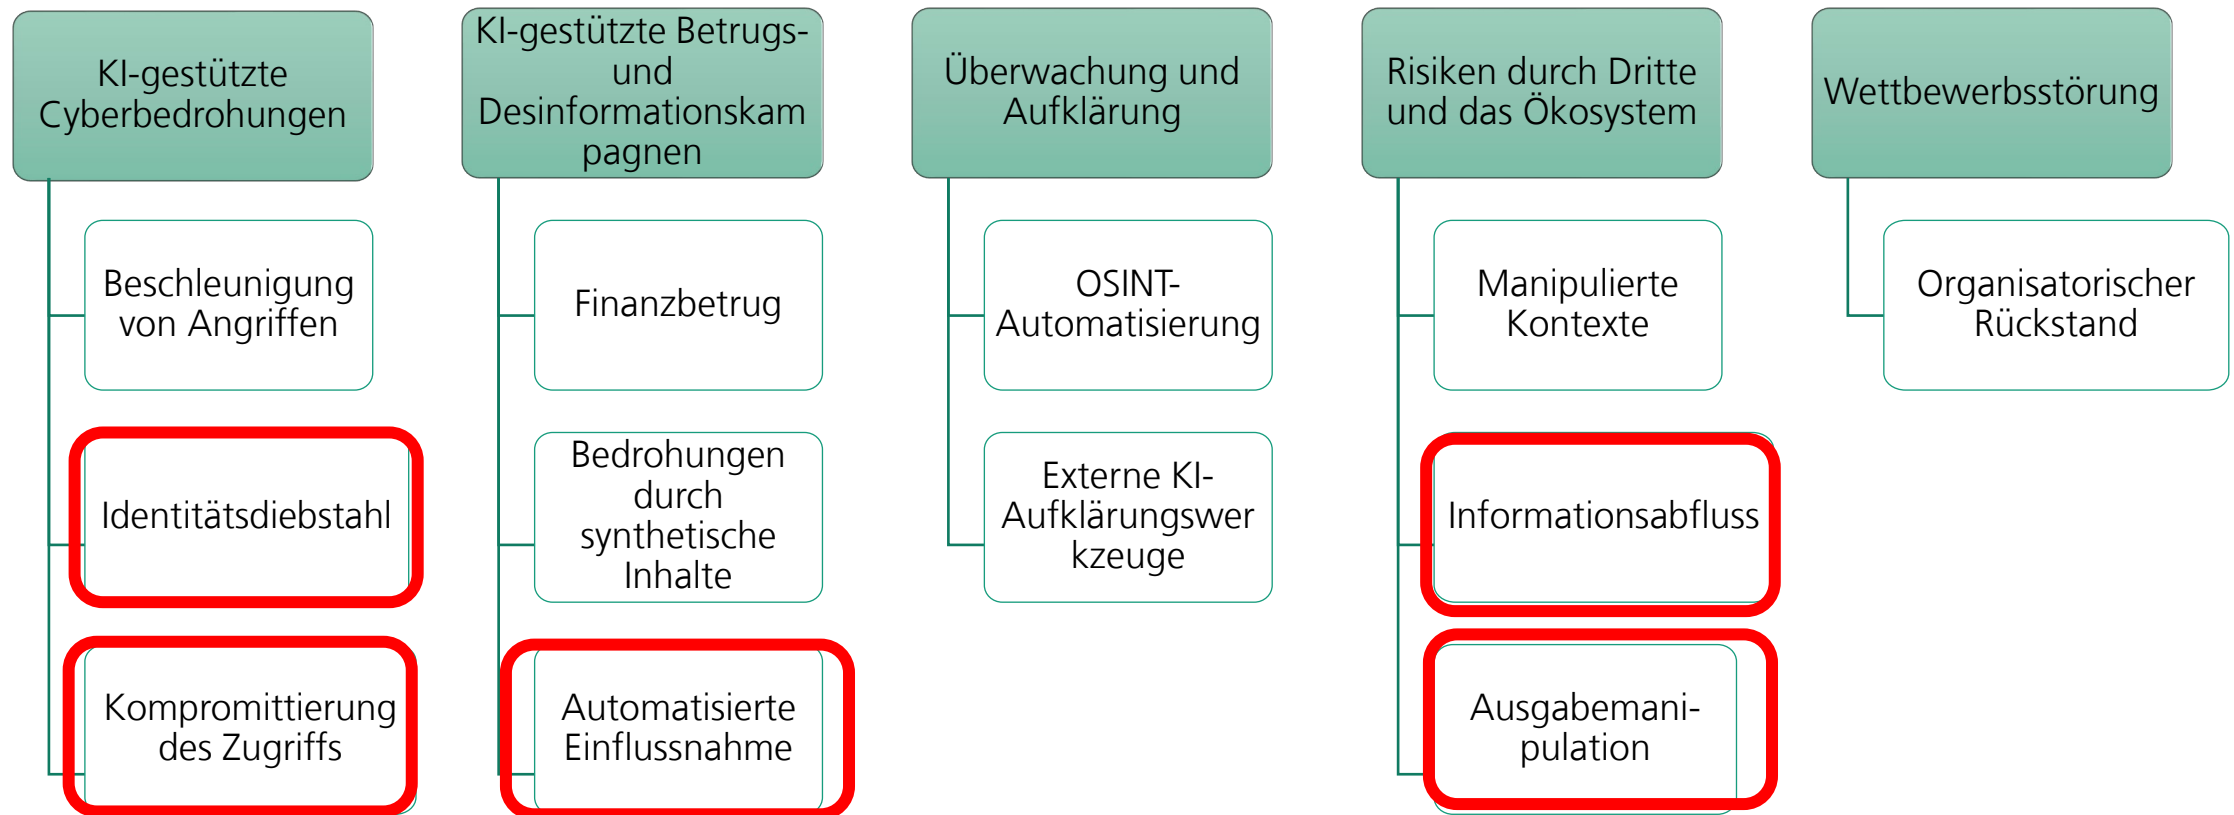 KI-gestützte
Cyberbedrohungen
Beschleunigung
von Angriffen
Identitätsdiebstahl
Kompromittierung
des Zugriffs
KI-gestützte Betrugs-
und
Desinformationskam
pagnen
Finanzbetrug
Bedrohungen
durch
synthetische
Inhalte
Automatisierte
Einflussnahme
Überwachung und
Aufklärung
OSINT-
Automatisierung
Externe KI-
Aufklärungswer
kzeuge
Risiken durch Dritte
und das Ökosystem
Manipulierte
Kontexte
Informationsabfluss
Ausgabemani-
pulation
Wettbewerbsstörung
Organisatorischer
Rückstand